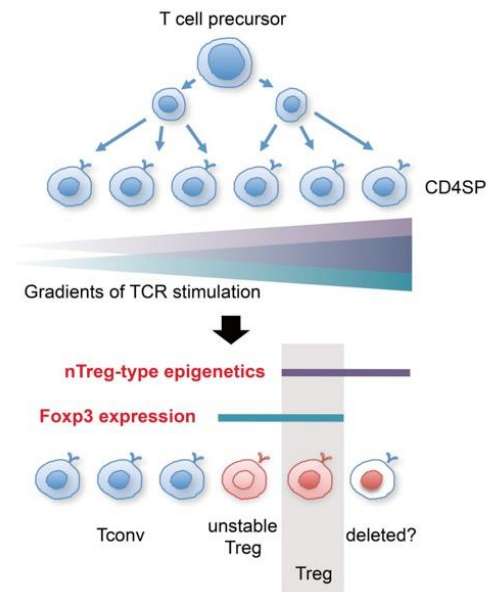 T cell precursor
CD4SP
Gradients of TCR stimulation
nTreg-type epigenetics
Foxp3 expression
Tconv
unstable
Treg
deleted?
Treg